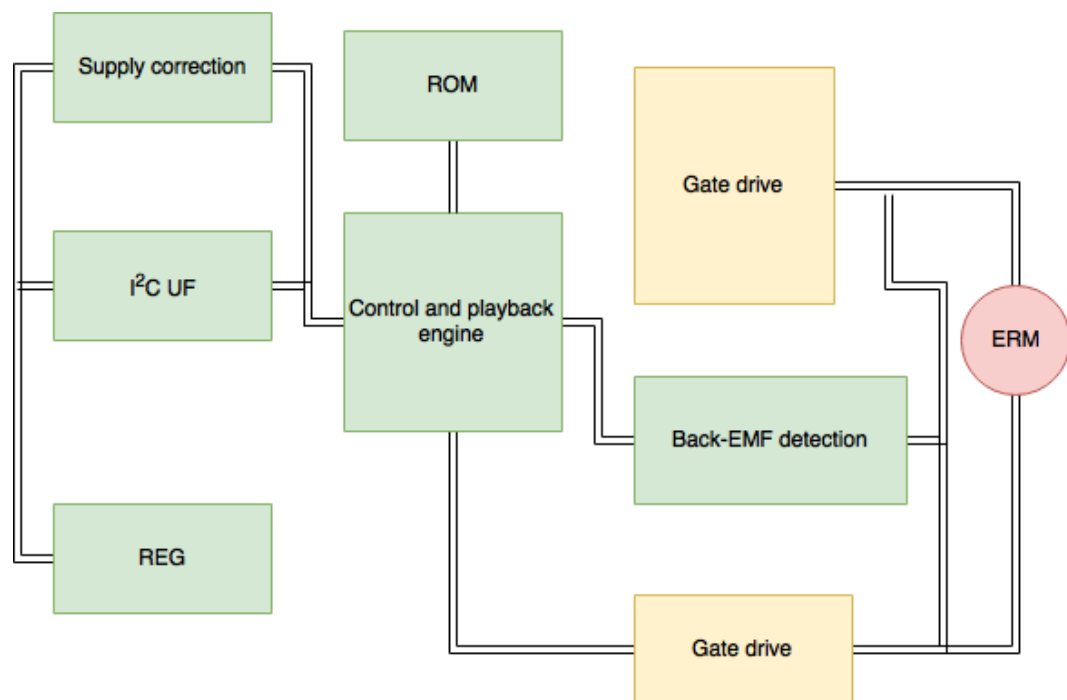 Supply correction
ROM
Gate drive
I²C UF
Control and playback
engine
ERM
Back-EMF detection
REG
Gate drive